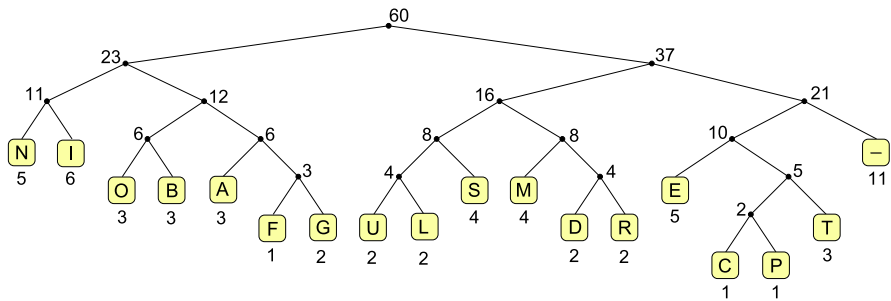 60
23 37
11 12 16 21
6 6 8 8 10
N I 3 4 4 5 –
5 6 O B A S M E 11
3 3 3 4 4 5
F G U L D R 2 T
1 2 2 2 2 2 3
C P
1 1